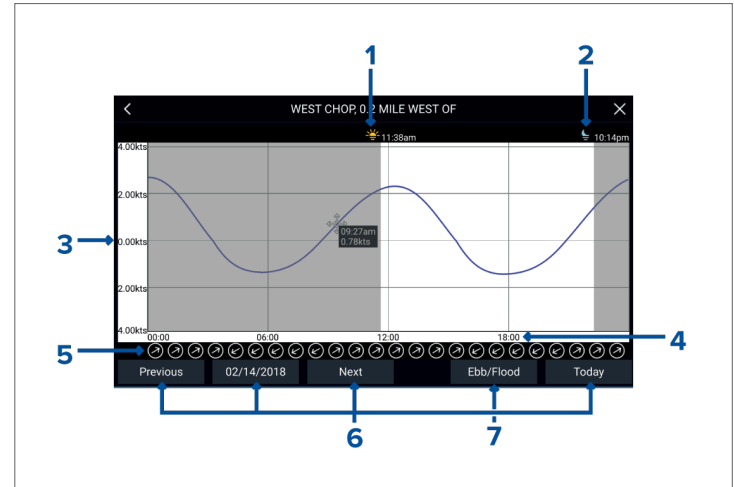 1
2
WEST CHOP, 0.2 MILE WEST OF
11:38am
10:14pm
4.00kts
2.00kts
0.00kts
2.00kts
4.00kts
09:27am
0.78kts
3
00:00
06:00
12:00
18:00
4
5
Previous
02/14/2018
Next
Ebb/Flood
Today
6
7